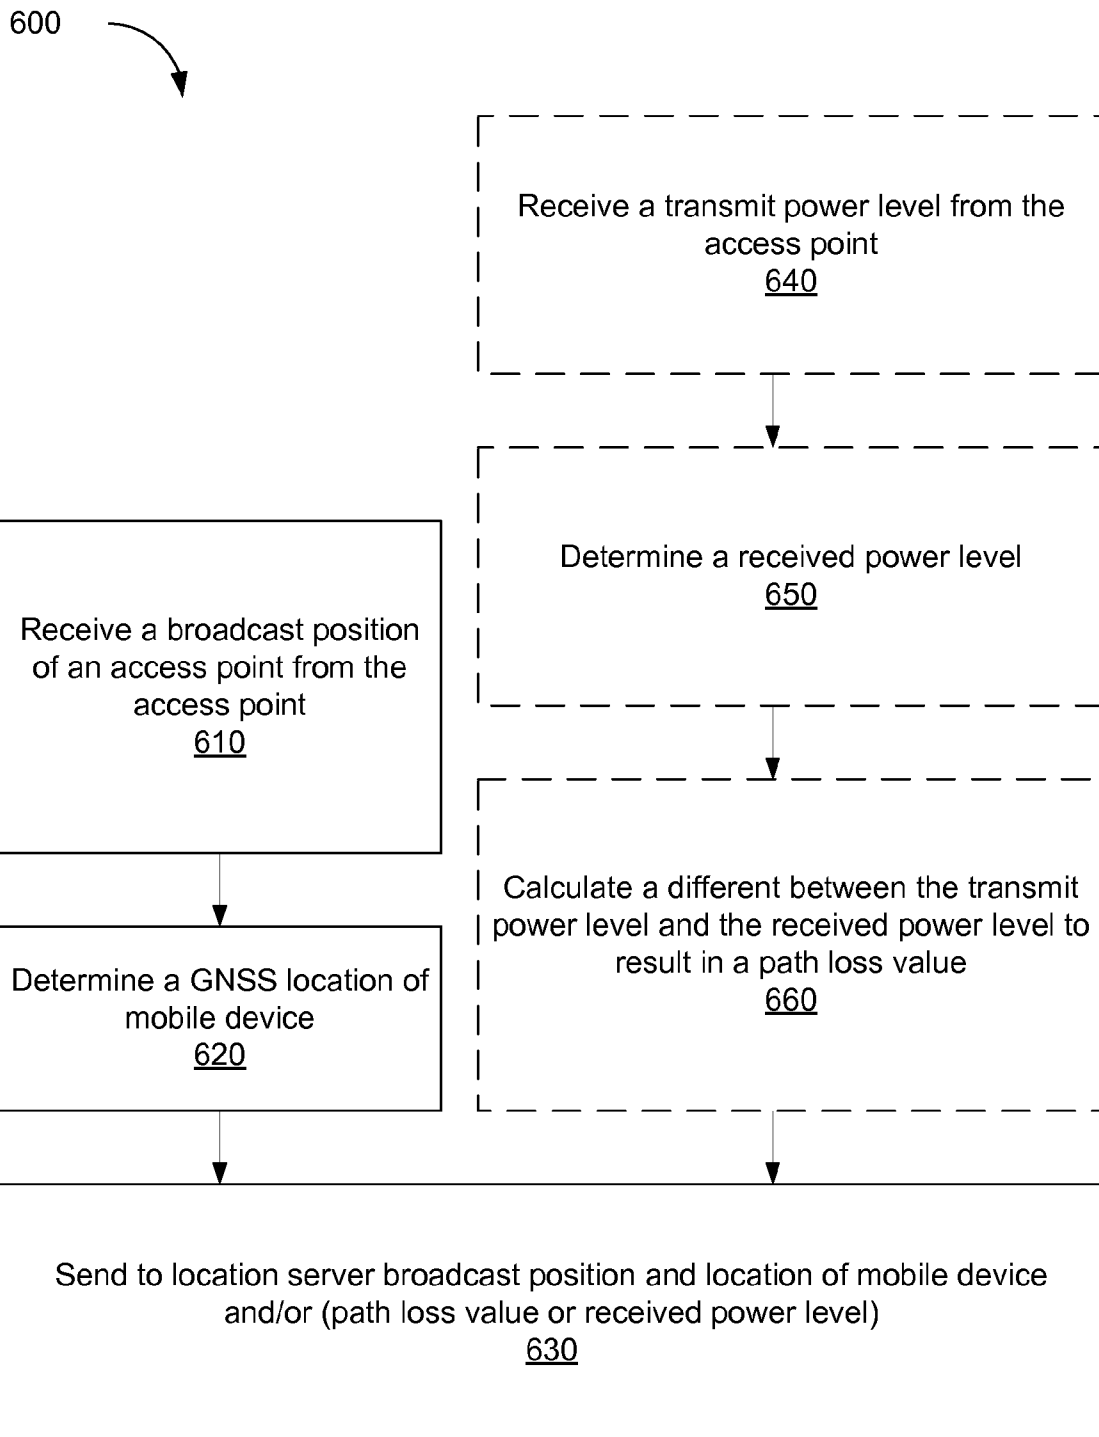 600
Receive a transmit power level from the
access point
640
Determine a received power level
650
Receive a broadcast position
of an access point from the
access point
610
Calculate a different between the transmit
power level and the received power level to
result in a path loss value
660
Determine a GNSS location of
mobile device
620
Send to location server broadcast position and location of mobile device
and/or (path loss value or received power level)
630